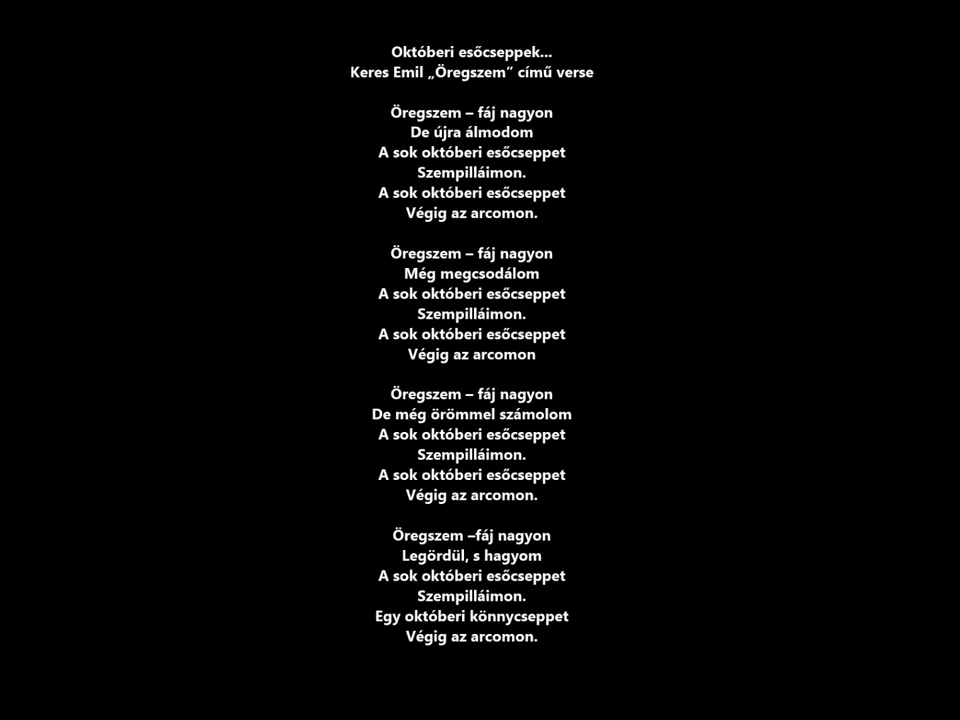 Októberi esőcseppek...
Keres Emil „Öregszem” című verse
Öregszem – fáj nagyon
De újra álmodom
A sok októberi esőcseppet
Szempilláimon.
A sok októberi esőcseppet
Végig az arcomon.
Öregszem – fáj nagyon
Még megcsodálom
A sok októberi esőcseppet
Szempilláimon.
A sok októberi esőcseppet
Végig az arcomon
Öregszem – fáj nagyon
De még örömmel számolom
A sok októberi esőcseppet
Szempilláimon.
A sok októberi esőcseppet
Végig az arcomon.
Öregszem –fáj nagyon
Legördül, s hagyom
A sok októberi esőcseppet
Szempilláimon.
Egy októberi könnycseppet
Végig az arcomon.